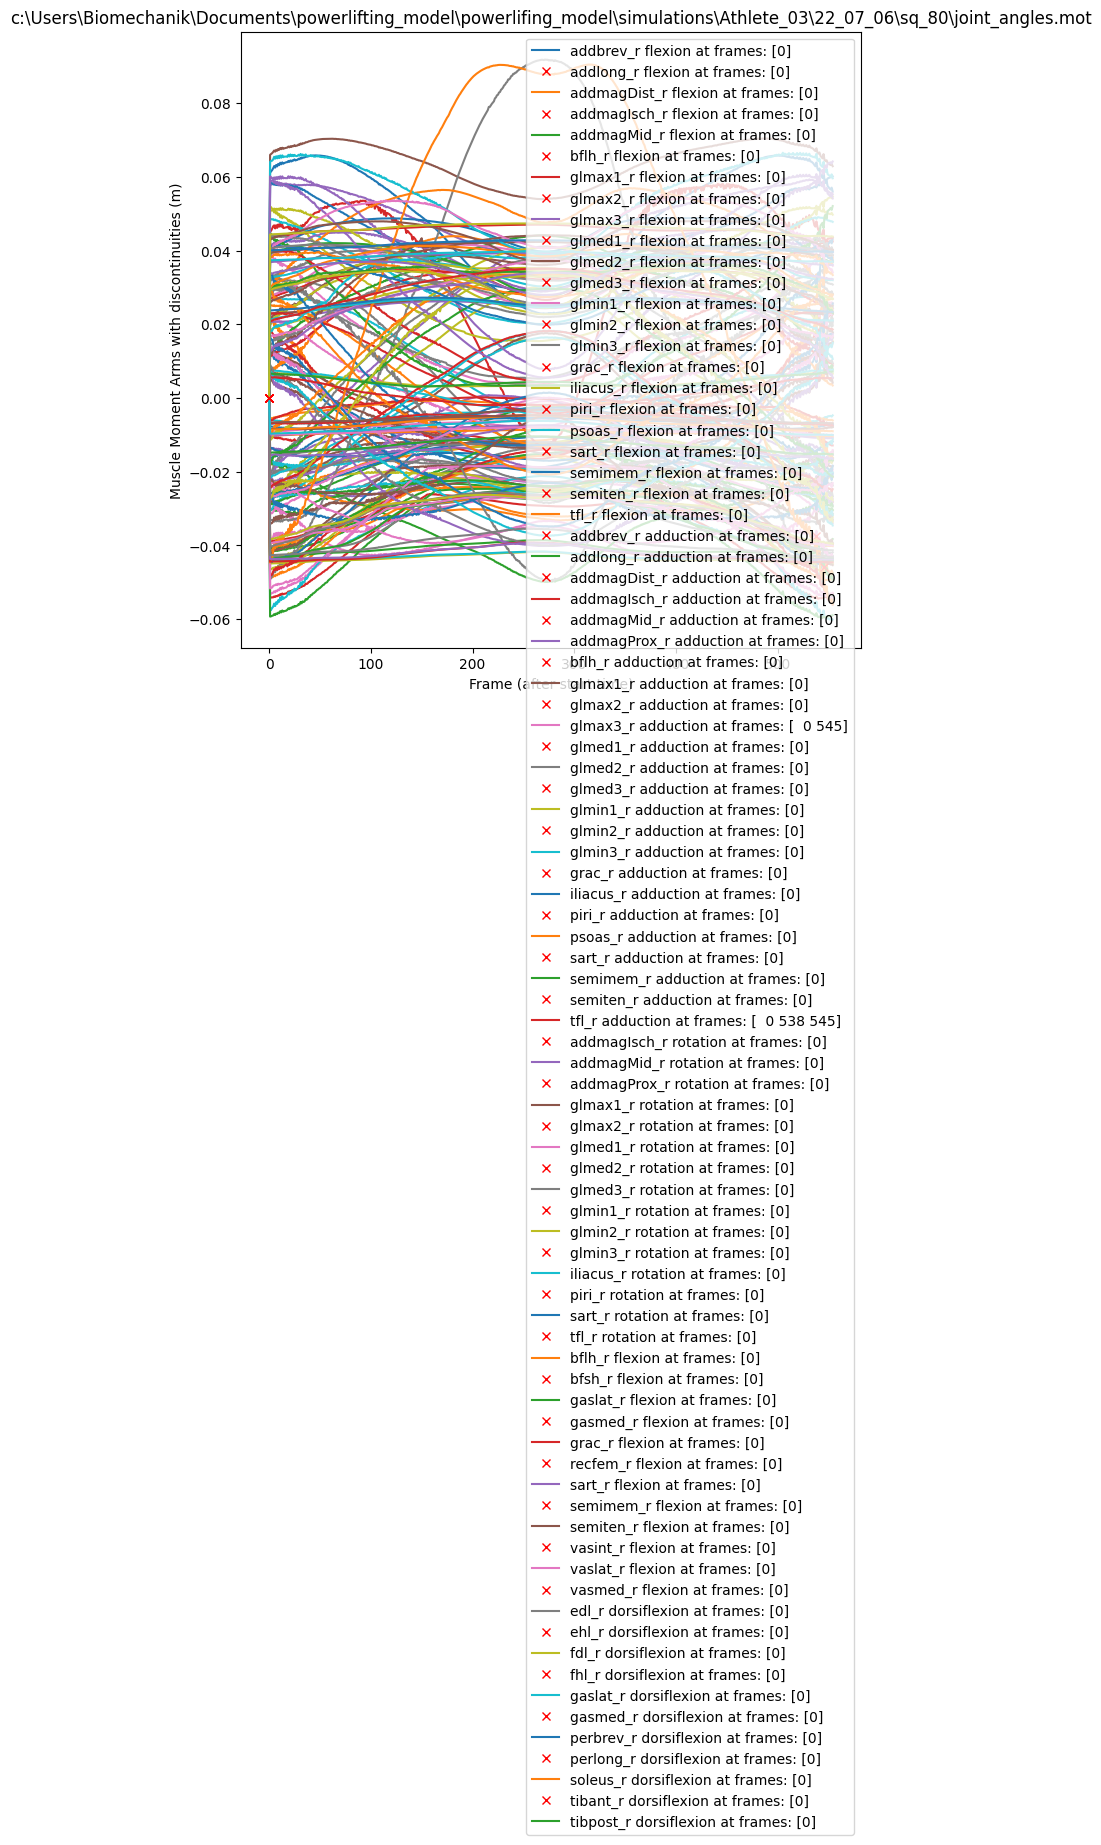 c:\Users\Biomechanik\Documents\powerlifting_model\powerlifing_model\simulations\Athlete_03\22_07_06\sq_80\joint_angles.mot
Muscle Moment Arms with discontinuities (m)
0.08
0.06
0.04
0.02
0.00
−0.02
−0.04
−0.06
0
100
200
300
400
500
Frame (after start time)
addbrev_r flexion at frames: [0]
addlong_r flexion at frames: [0]
addmagDist_r flexion at frames: [0]
addmagIsch_r flexion at frames: [0]
addmagMid_r flexion at frames: [0]
bflh_r flexion at frames: [0]
glmax1_r flexion at frames: [0]
glmax2_r flexion at frames: [0]
glmax3_r flexion at frames: [0]
glmed1_r flexion at frames: [0]
glmed2_r flexion at frames: [0]
glmed3_r flexion at frames: [0]
glmin1_r flexion at frames: [0]
glmin2_r flexion at frames: [0]
glmin3_r flexion at frames: [0]
grac_r flexion at frames: [0]
iliacus_r flexion at frames: [0]
piri_r flexion at frames: [0]
psoas_r flexion at frames: [0]
sart_r flexion at frames: [0]
semimem_r flexion at frames: [0]
semiten_r flexion at frames: [0]
tfl_r flexion at frames: [0]
addbrev_r adduction at frames: [0]
addlong_r adduction at frames: [0]
addmagDist_r adduction at frames: [0]
addmagIsch_r adduction at frames: [0]
addmagMid_r adduction at frames: [0]
addmagProx_r adduction at frames: [0]
bflh_r adduction at frames: [0]
glmax1_r adduction at frames: [0]
glmax2_r adduction at frames: [0]
glmax3_r adduction at frames: [  0 545]
glmed1_r adduction at frames: [0]
glmed2_r adduction at frames: [0]
glmed3_r adduction at frames: [0]
glmin1_r adduction at frames: [0]
glmin2_r adduction at frames: [0]
glmin3_r adduction at frames: [0]
grac_r adduction at frames: [0]
iliacus_r adduction at frames: [0]
piri_r adduction at frames: [0]
psoas_r adduction at frames: [0]
sart_r adduction at frames: [0]
semimem_r adduction at frames: [0]
semiten_r adduction at frames: [0]
tfl_r adduction at frames: [  0 538 545]
addmagIsch_r rotation at frames: [0]
addmagMid_r rotation at frames: [0]
addmagProx_r rotation at frames: [0]
glmax1_r rotation at frames: [0]
glmax2_r rotation at frames: [0]
glmed1_r rotation at frames: [0]
glmed2_r rotation at frames: [0]
glmed3_r rotation at frames: [0]
glmin1_r rotation at frames: [0]
glmin2_r rotation at frames: [0]
glmin3_r rotation at frames: [0]
iliacus_r rotation at frames: [0]
piri_r rotation at frames: [0]
sart_r rotation at frames: [0]
tfl_r rotation at frames: [0]
bflh_r flexion at frames: [0]
bfsh_r flexion at frames: [0]
gaslat_r flexion at frames: [0]
gasmed_r flexion at frames: [0]
grac_r flexion at frames: [0]
recfem_r flexion at frames: [0]
sart_r flexion at frames: [0]
semimem_r flexion at frames: [0]
semiten_r flexion at frames: [0]
vasint_r flexion at frames: [0]
vaslat_r flexion at frames: [0]
vasmed_r flexion at frames: [0]
edl_r dorsiflexion at frames: [0]
ehl_r dorsiflexion at frames: [0]
fdl_r dorsiflexion at frames: [0]
fhl_r dorsiflexion at frames: [0]
gaslat_r dorsiflexion at frames: [0]
gasmed_r dorsiflexion at frames: [0]
perbrev_r dorsiflexion at frames: [0]
perlong_r dorsiflexion at frames: [0]
soleus_r dorsiflexion at frames: [0]
tibant_r dorsiflexion at frames: [0]
tibpost_r dorsiflexion at frames: [0]